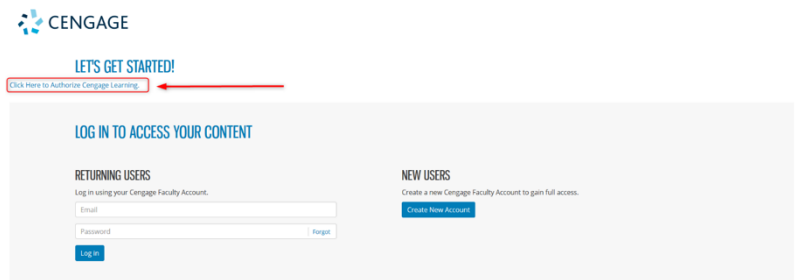 CENGAGE
LET'S GET STARTED!
Click Here to Authorize Cengage Learning.
LOG IN TO ACCESS YOUR CONTENT
RETURNING USERS
Log in using your Cengage Faculty Account.
Email
Password
Forgot
Log In
NEW USERS
Create a new Cengage Faculty Account to gain full access.
Create New Account